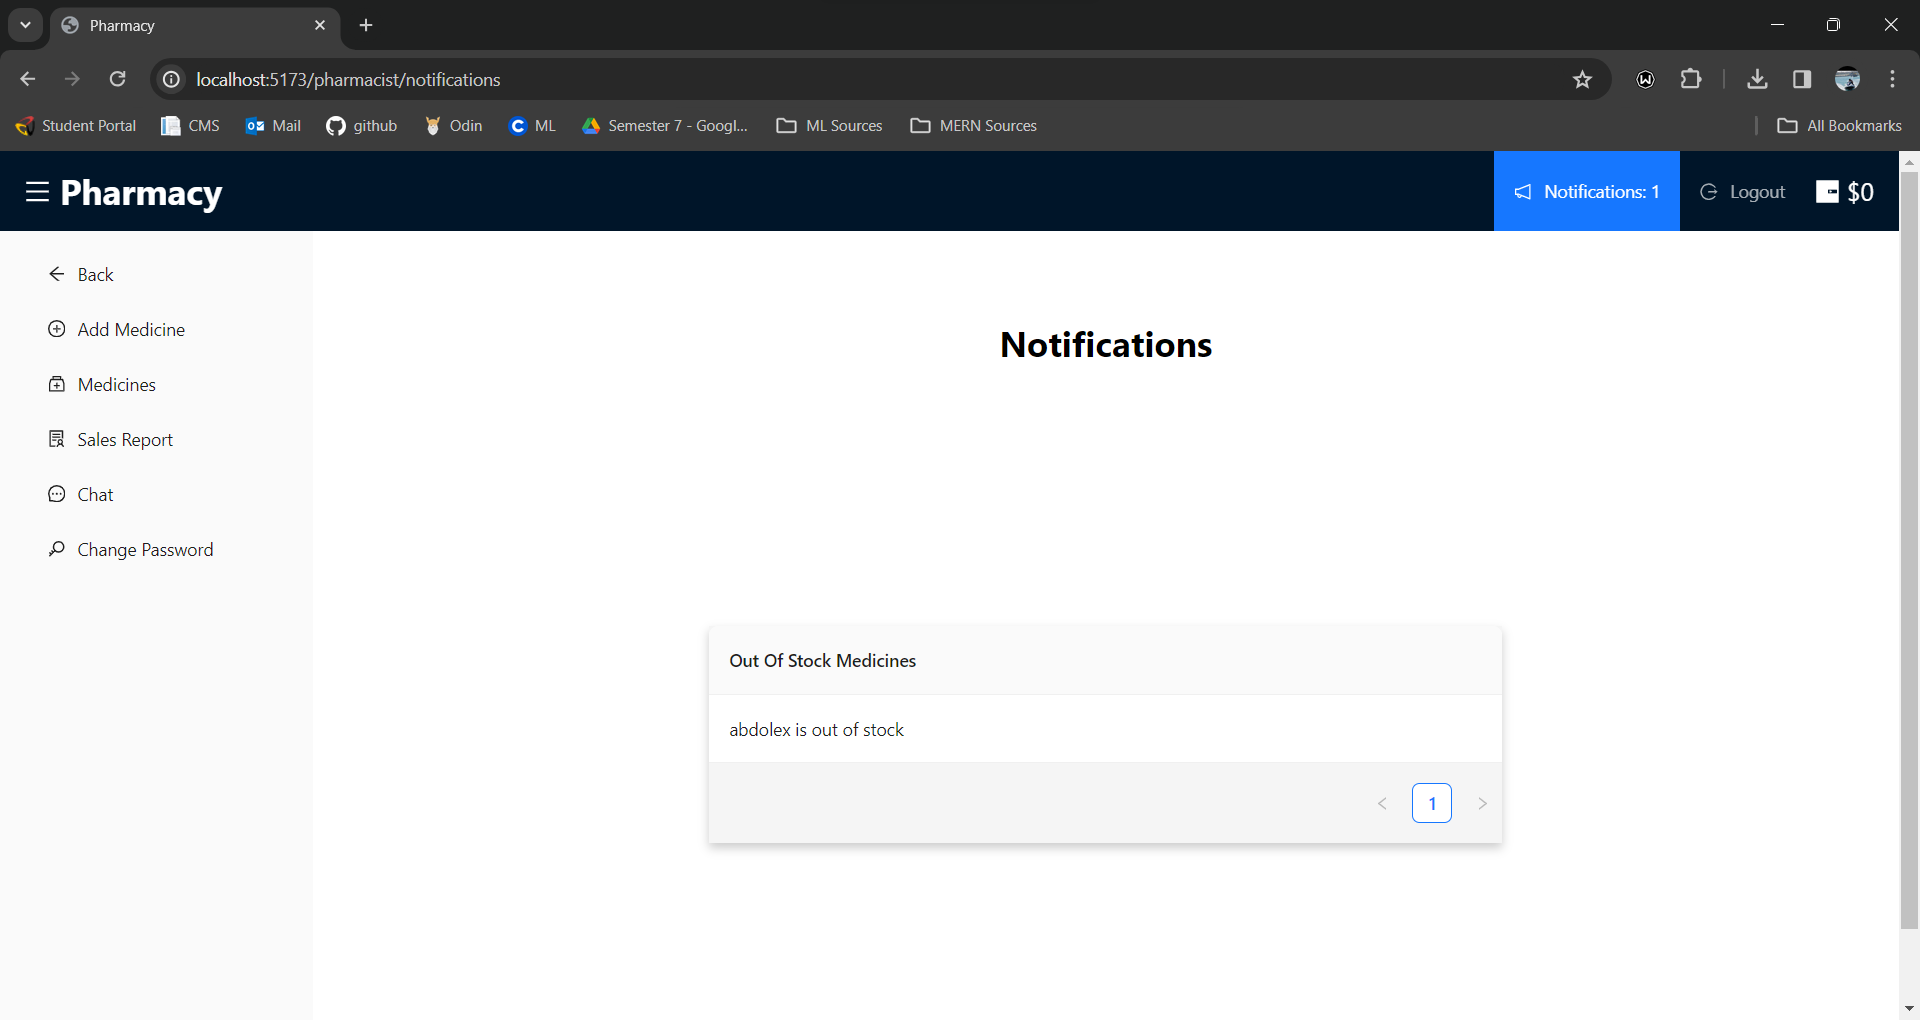 Pharmacy
localhost:5173/pharmacist/notifications
Student Portal CMS Mail github Odin ML Semester 7 - Googl... ML Sources MERN Sources All Bookmarks
Pharmacy Notifications: 1 Logout $0
Back
Add Medicine
Medicines
Sales Report
Chat
Change Password
Notifications
Out Of Stock Medicines
abdolex is out of stock
< 1 >